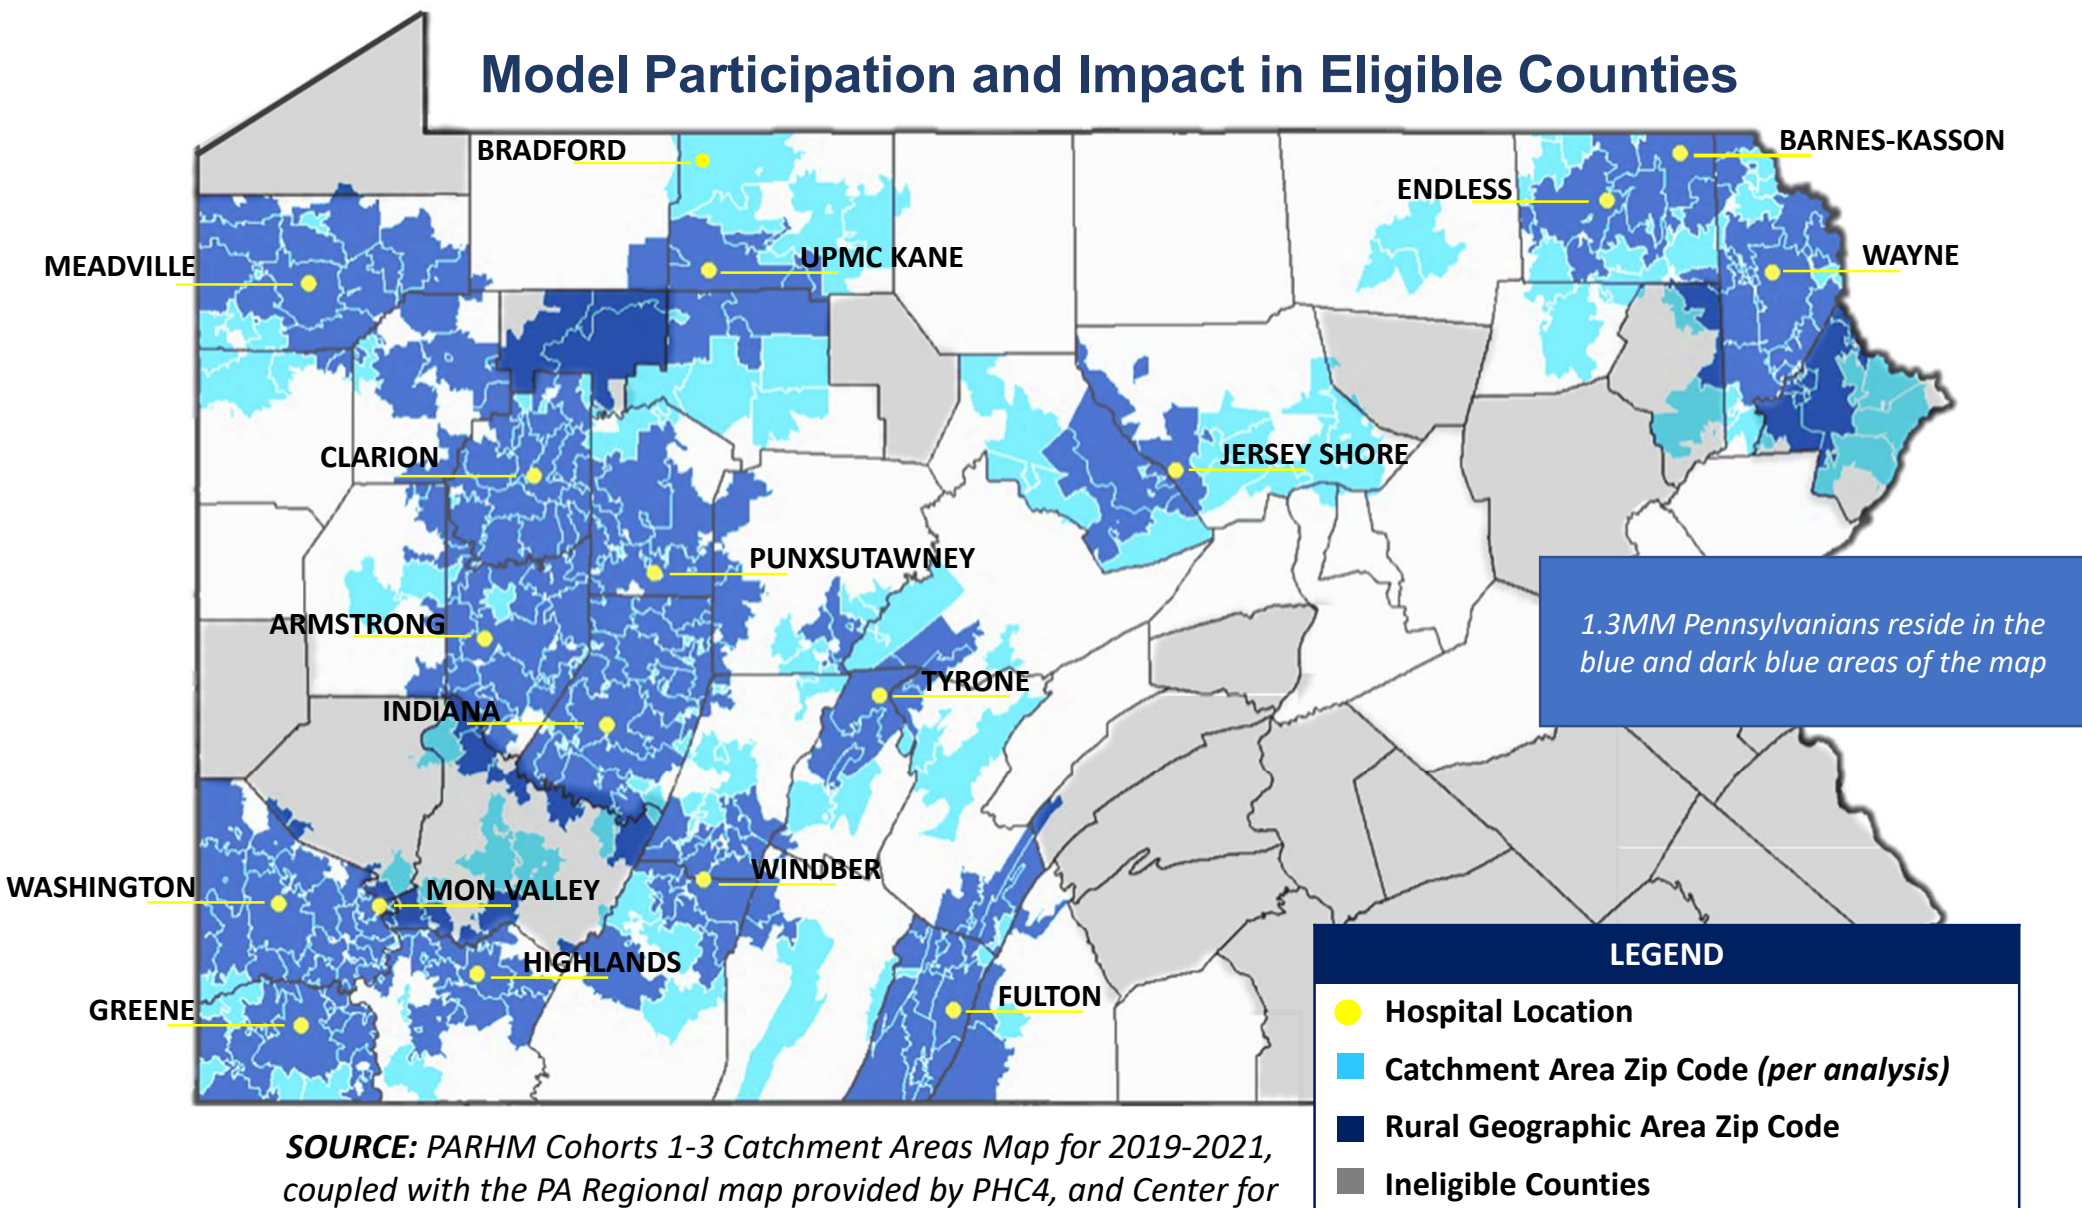 Model Participation and Impact in Eligible Counties
BRADFORD
BARNES-KASSON
ENDLESS
MEADVILLE
UPMC KANE
WAYNE
CLARION
JERSEY SHORE
PUNXSUTAWNEY
ARMSTRONG
1.3MM Pennsylvanians reside in the
blue and dark blue areas of the map
TYRONE
INDIANA
WINDBER
WASHINGTON
MON VALLEY
HIGHLANDS
GREENE
FULTON
LEGEND
Hospital Location
Catchment Area Zip Code (per analysis)
Rural Geographic Area Zip Code
Ineligible Counties
SOURCE: PARHM Cohorts 1-3 Catchment Areas Map for 2019-2021,
coupled with the PA Regional map provided by PHC4, and Center for